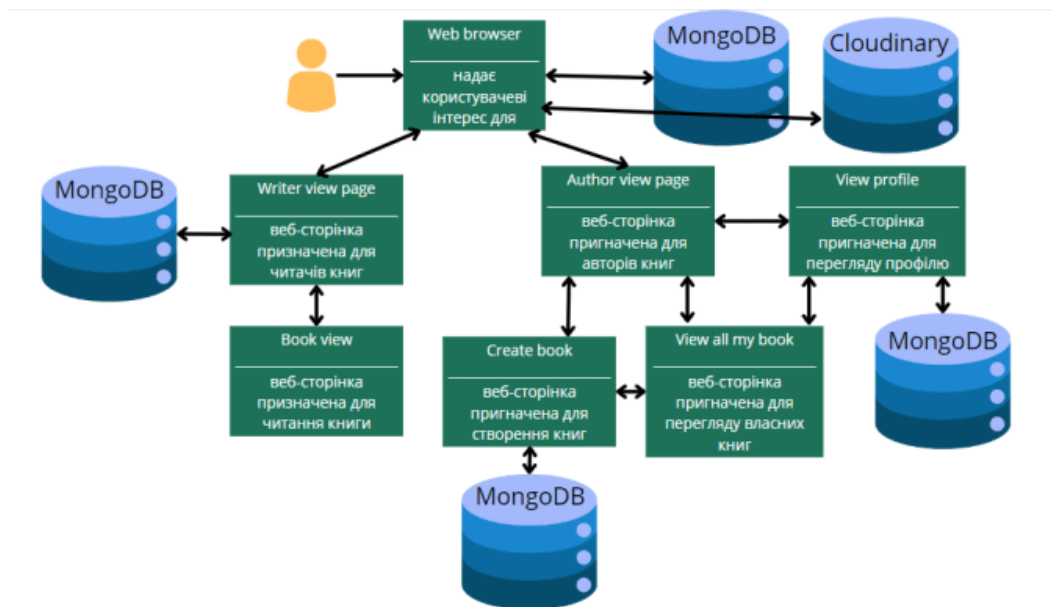 Web browser
надає
користувачеві
інтерес для
MongoDB
Cloudinary
MongoDB
Writer view page
веб-сторінка
призначена для
читачів книг
Author view page
веб-сторінка
пригначена для
авторів книг
View profile
веб-сторінка
пригначена для
перегляду профілю
Book view
веб-сторінка
призначена для
читання книги
Create book
веб-сторінка
пригначена для
створення книг
View all my book
веб-сторінка
пригначена для
перегляду власних
книг
MongoDB
MongoDB